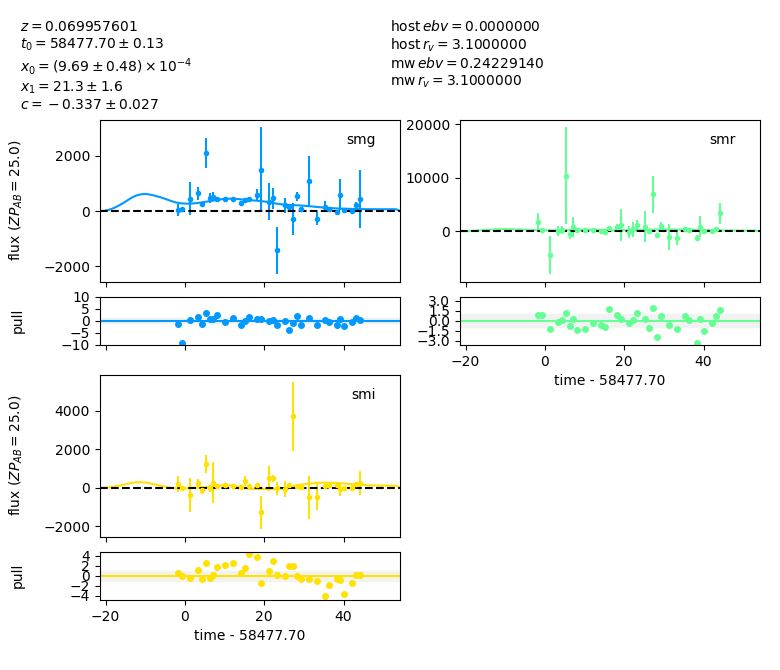 z = 0.069957601
t₀ = 58477.70 ± 0.13
x₀ = (9.69 ± 0.48) × 10⁻⁴
x₁ = 21.3 ± 1.6
c = −0.337 ± 0.027
host ebv = 0.0000000
host r_v = 3.1000000
mw ebv = 0.24229140
mw r_v = 3.1000000
smg
flux (ZP_AB = 25.0)
2000
0
−2000
smr
20000
10000
0
pull
10
5
0
−5
−10
3.0
1.5
0.0
−1.5
−3.0
−20
0
20
40
time - 58477.70
smi
flux (ZP_AB = 25.0)
4000
2000
0
−2000
pull
4
2
0
−2
−4
−20
0
20
40
time - 58477.70